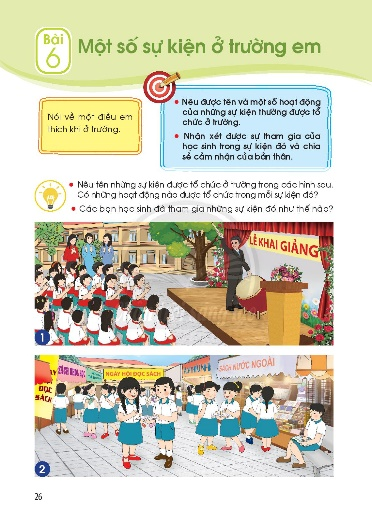 Bài
6
Một số sự kiện ở trường em
Nói về một điều em
thích khi ở trường.
• Nêu được tên và một số hoạt động
của những sự kiện thường được tổ
chức ở trường.
• Nhận xét được sự tham gia của
học sinh trong sự kiện đó và chia
sẻ cảm nhận của bản thân.
• Nêu tên những sự kiện được tổ chức ở trường trong các hình sau.
Có những hoạt động nào được tổ chức trong mỗi sự kiện đó?
• Các bạn học sinh đã tham gia những sự kiện đó như thế nào?
LỄ KHAI GIẢNG
1
NGÀY HỘI ĐỌC SÁCH
SÁCH NƯỚC NGOÀI
ĐỌC
SÁCH
2
26